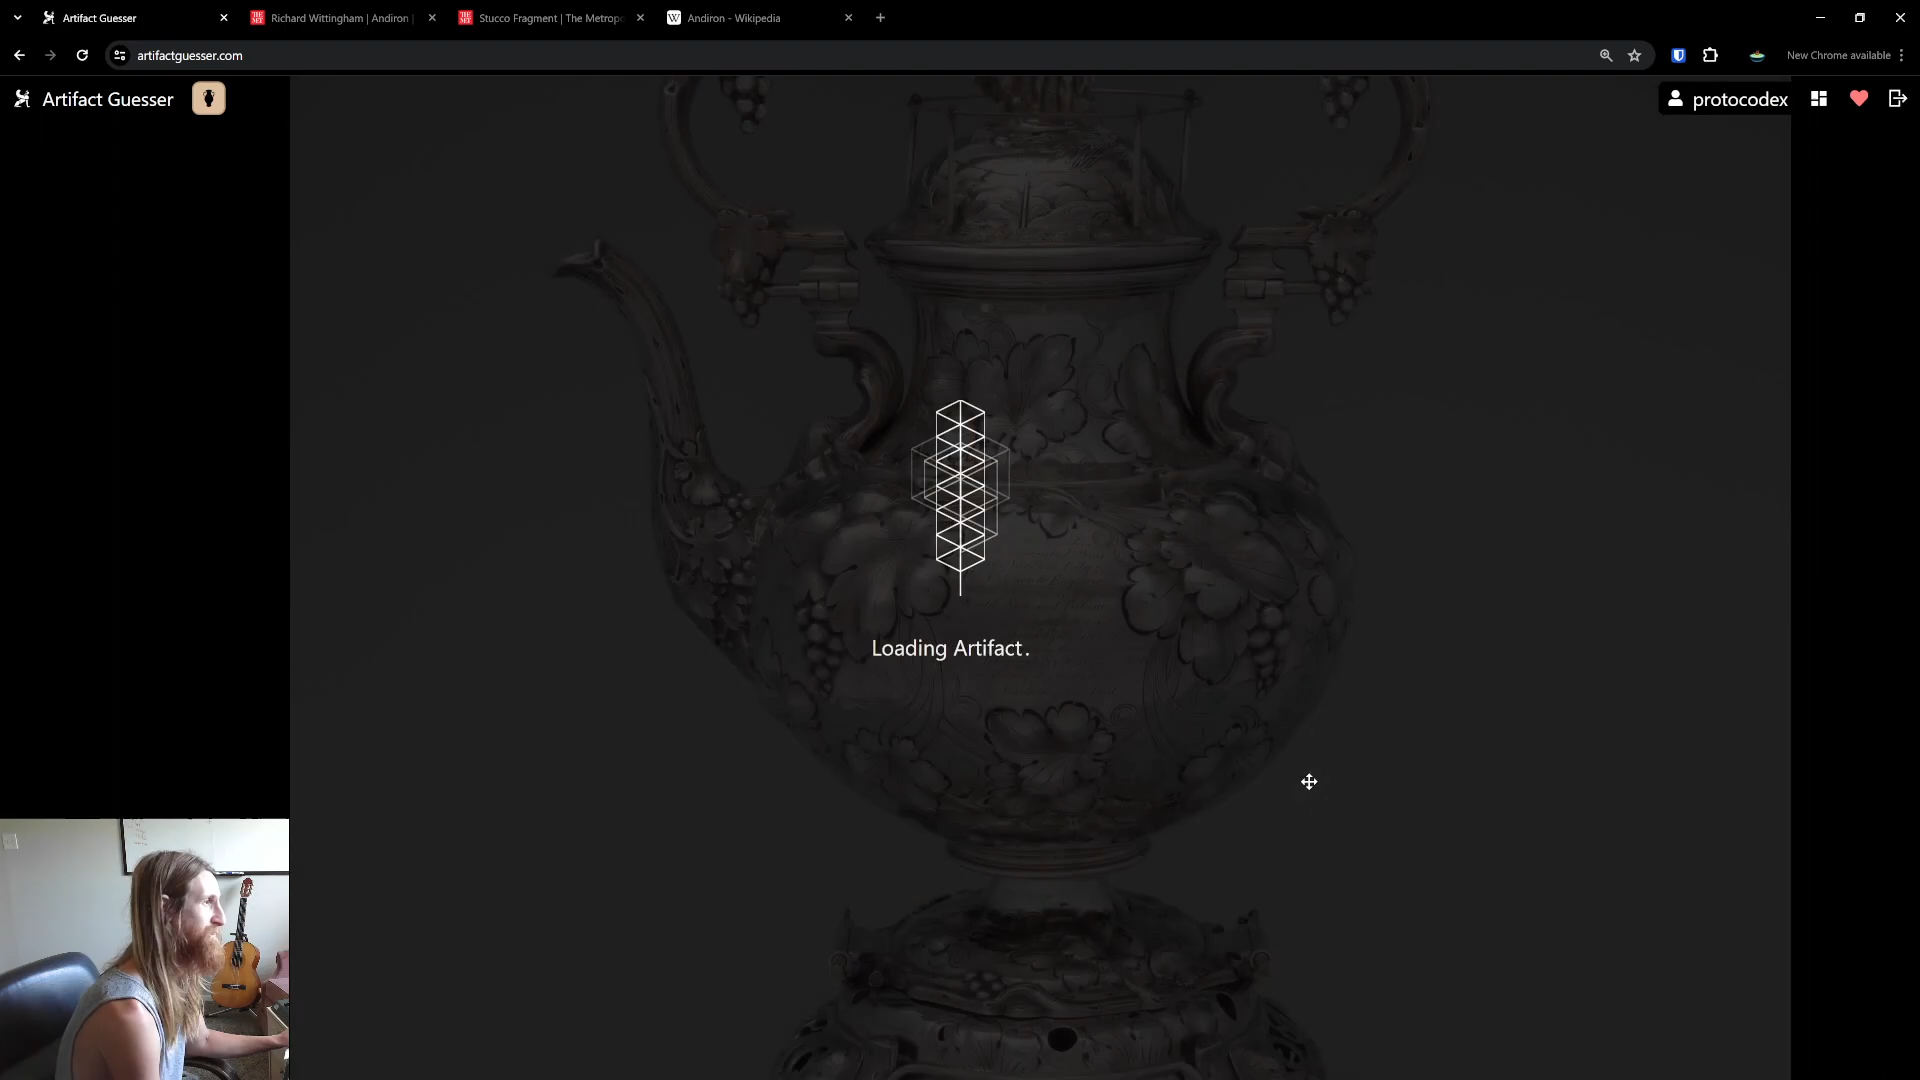 Artifact Guesser
Richard Wittingham | Andiron |
Stucco Fragment | The Metrop
Andiron - Wikipedia
artifactguesser.com
New Chrome available
Artifact Guesser
protocodex
Loading Artifact.